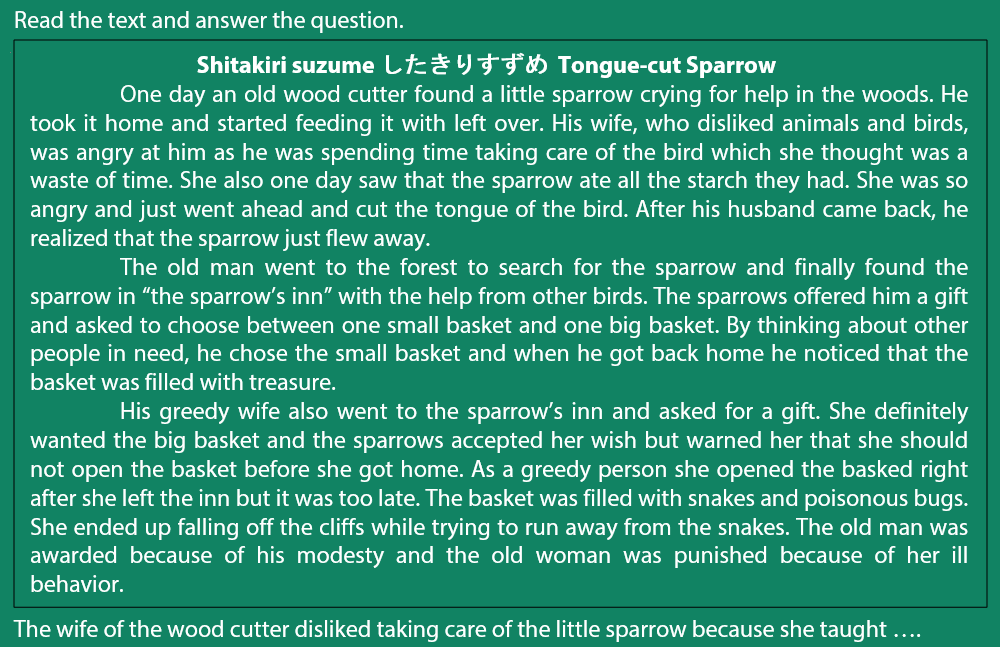 Read the text and answer the question.
Shitakiri suzume したきりすずめ Tongue-cut Sparrow
One day an old wood cutter found a little sparrow crying for help in the woods. He
took it home and started feeding it with left over. His wife, who disliked animals and birds,
was angry at him as he was spending time taking care of the bird which she thought was a
waste of time. She also one day saw that the sparrow ate all the starch they had. She was so
angry and just went ahead and cut the tongue of the bird. After his husband came back, he
realized that the sparrow just flew away.
The old man went to the forest to search for the sparrow and finally found the
sparrow in “the sparrow’s inn” with the help from other birds. The sparrows offered him a gift
and asked to choose between one small basket and one big basket. By thinking about other
people in need, he chose the small basket and when he got back home he noticed that the
basket was filled with treasure.
His greedy wife also went to the sparrow’s inn and asked for a gift. She definitely
wanted the big basket and the sparrows accepted her wish but warned her that she should
not open the basket before she got home. As a greedy person she opened the basked right
after she left the inn but it was too late. The basket was filled with snakes and poisonous bugs.
She ended up falling off the cliffs while trying to run away from the snakes. The old man was
awarded because of his modesty and the old woman was punished because of her ill
behavior.
The wife of the wood cutter disliked taking care of the little sparrow because she taught ….